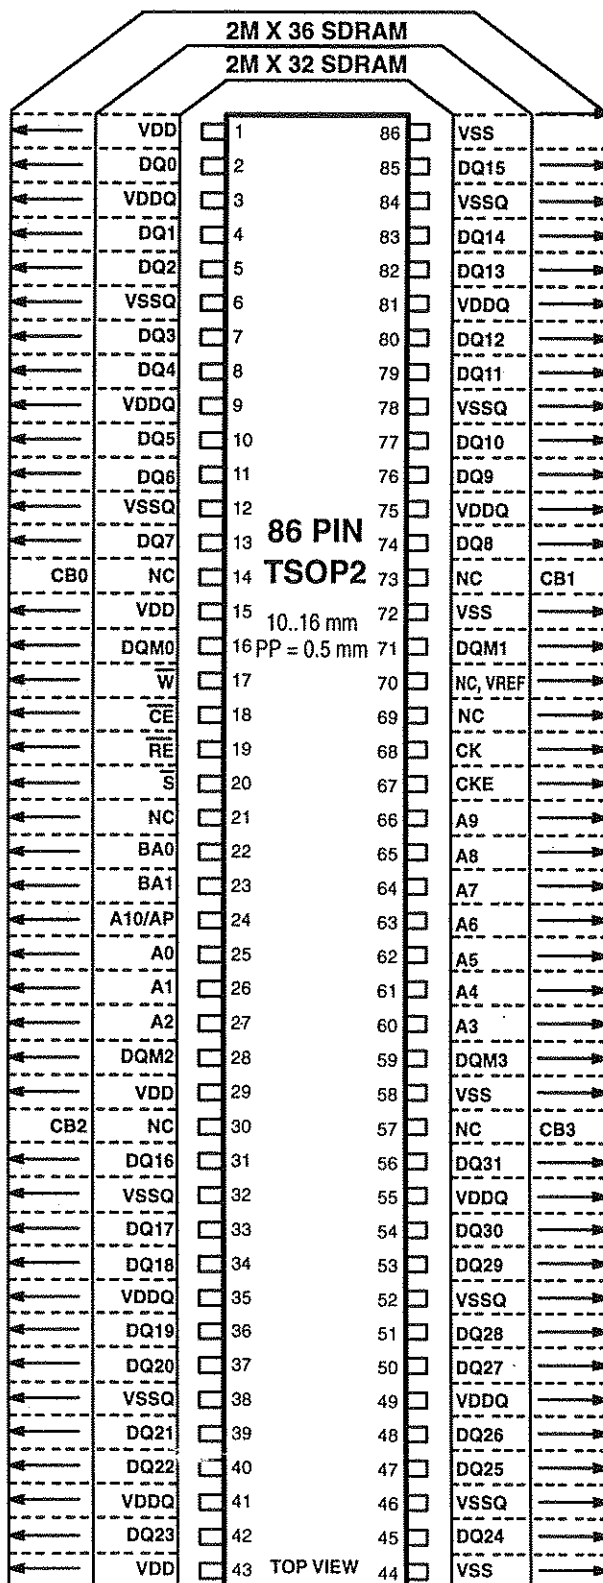 2M X 36 SDRAM
2M X 32 SDRAM
VDD 1 86 VSS
DQ0 2 85 DQ15
VDDQ 3 84 VSSQ
DQ1 4 83 DQ14
DQ2 5 82 DQ13
VSSQ 6 81 VDDQ
DQ3 7 80 DQ12
DQ4 8 79 DQ11
VDDQ 9 78 VSSQ
DQ5 10 77 DQ10
DQ6 11 76 DQ9
VSSQ 12 75 VDDQ
86 PIN
DQ7 13 74 DQ8
TSOP2
CB0 NC 14 73 NC CB1
VDD 15 72 VSS
10..16 mm
DQM0 16 71 DQM1
PP = 0.5 mm
W̅ 17 70 NC, VREF
C̅E̅ 18 69 NC
R̅E̅ 19 68 CK
S̅ 20 67 CKE
NC 21 66 A9
BA0 22 65 A8
BA1 23 64 A7
A10/AP 24 63 A6
A0 25 62 A5
A1 26 61 A4
A2 27 60 A3
DQM2 28 59 DQM3
VDD 29 58 VSS
CB2 NC 30 57 NC CB3
DQ16 31 56 DQ31
VSSQ 32 55 VDDQ
DQ17 33 54 DQ30
DQ18 34 53 DQ29
VDDQ 35 52 VSSQ
DQ19 36 51 DQ28
DQ20 37 50 DQ27
VSSQ 38 49 VDDQ
DQ21 39 48 DQ26
DQ22 40 47 DQ25
VDDQ 41 46 VSSQ
DQ23 42 45 DQ24
VDD 43 TOP VIEW 44 VSS